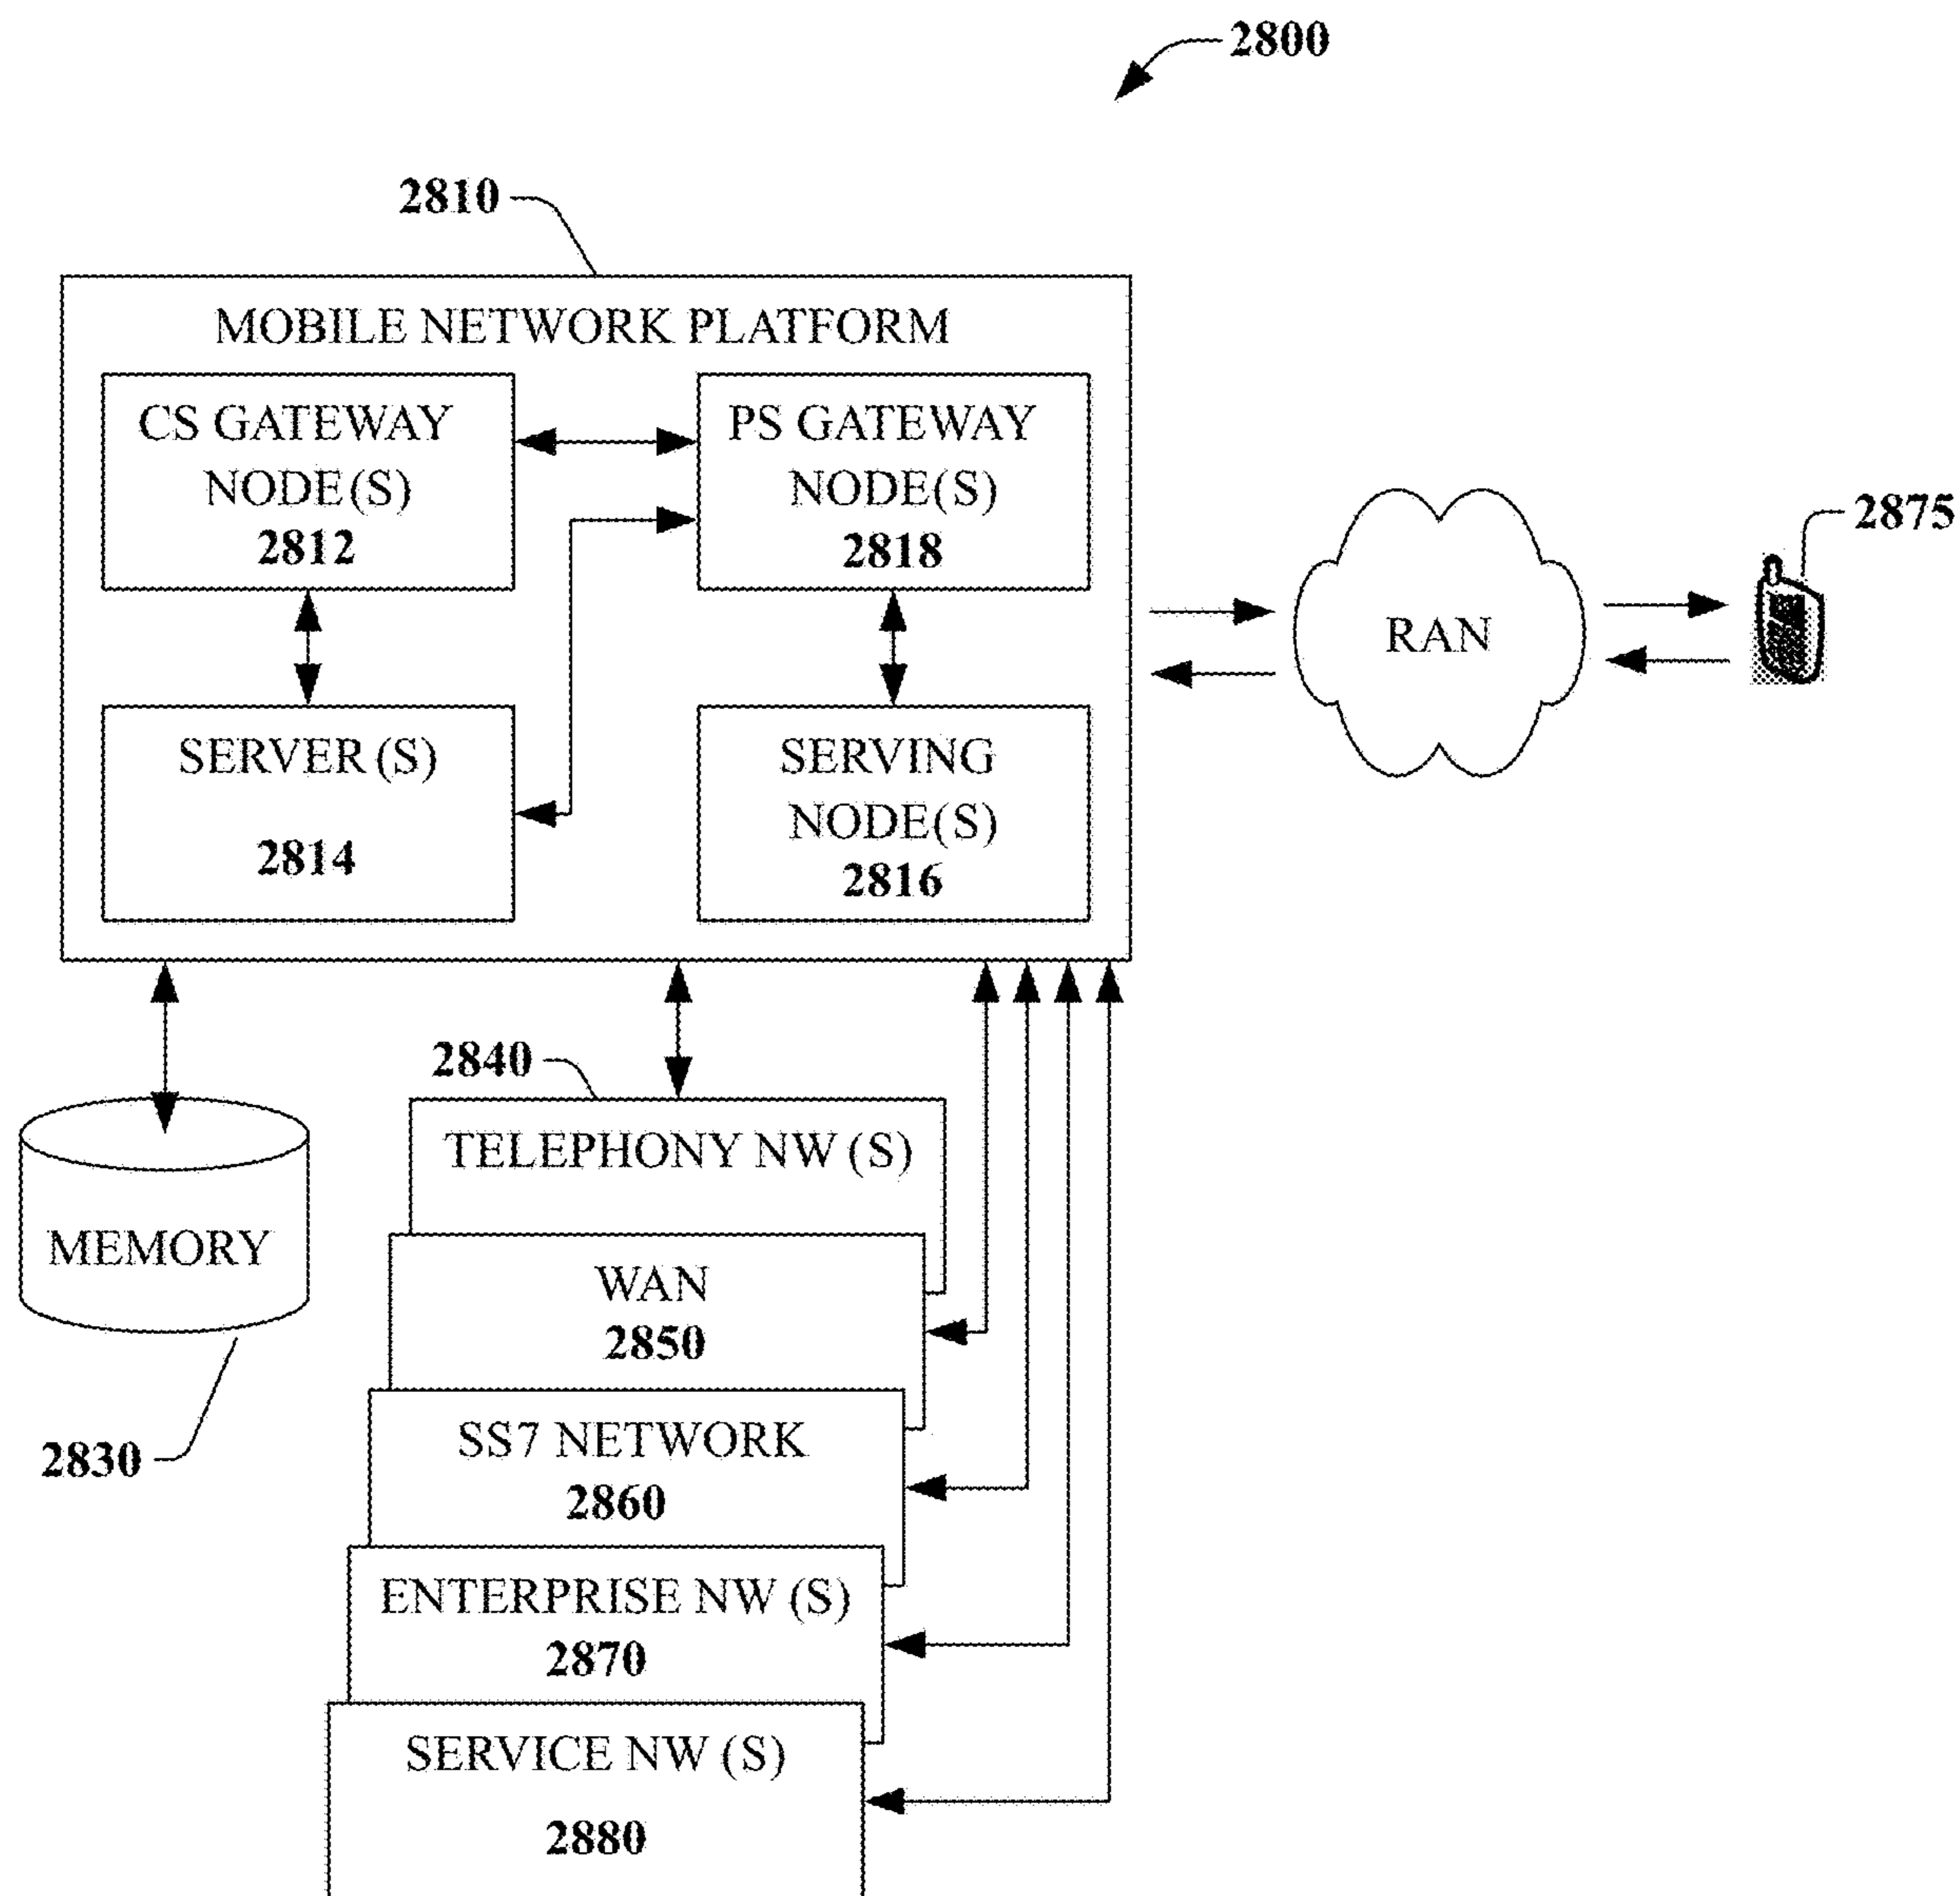 2800
2810
MOBILE NETWORK PLATFORM
CS GATEWAY
NODE(S)
2812
PS GATEWAY
NODE(S)
2818
SERVER (S)
2814
SERVING
NODE(S)
2816
RAN
2875
2840
TELEPHONY NW (S)
MEMORY
2830
WAN
2850
SS7 NETWORK
2860
ENTERPRISE NW (S)
2870
SERVICE NW (S)
2880